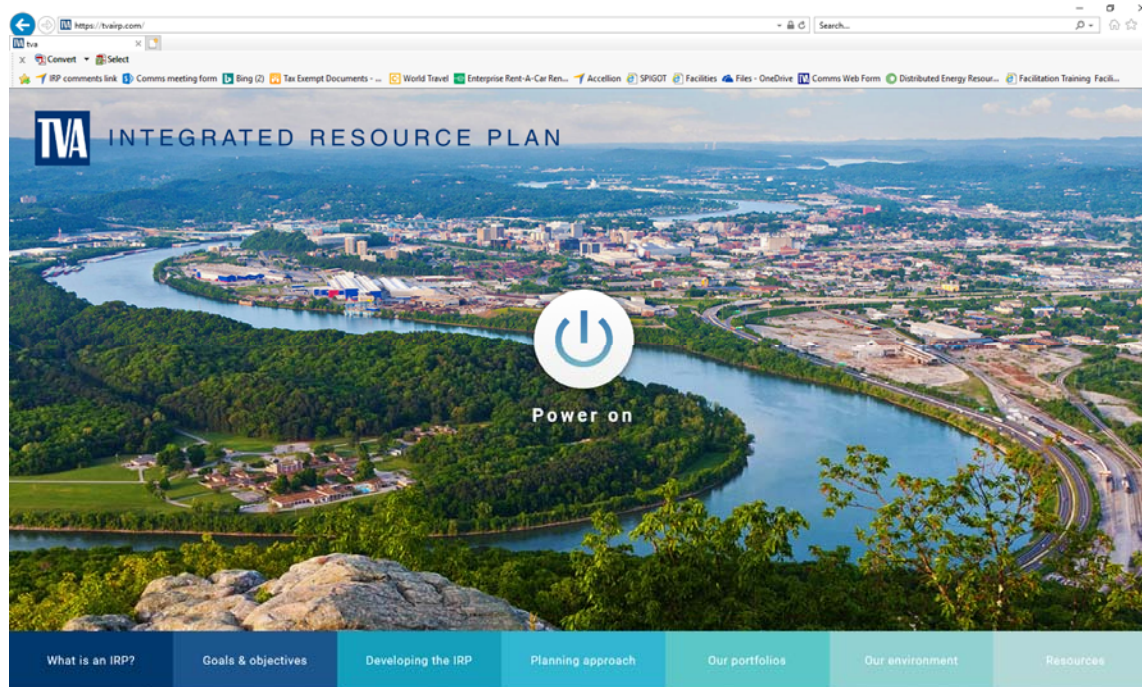 https://tvairp.com/
Search...
tva
x Convert Select
IRP comments link Comms meeting form Bing (2) Tax Exempt Documents - ... World Travel Enterprise Rent-A-Car Ren... Accellion SPIGOT Facilities Files - OneDrive Comms Web Form Distributed Energy Resour... Facilitation Training Facili...
TVA INTEGRATED RESOURCE PLAN
Power on
What is an IRP? Goals & objectives Developing the IRP Planning approach Our portfolios Our environment Resources